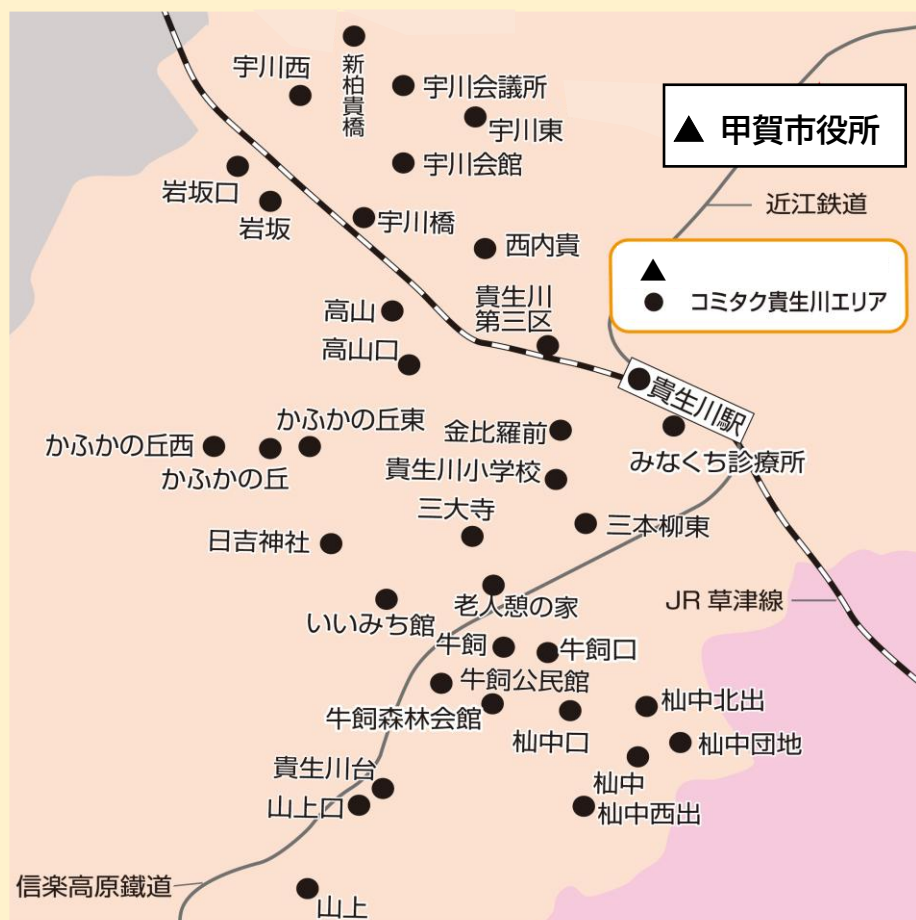 新柏貴橋
宇川西
宇川会議所
宇川東
▲ 甲賀市役所
宇川会館
岩坂口
岩坂
宇川橋
近江鉄道
西内貴
▲
● コミタク貴生川エリア
貴生川
第三区
高山
高山口
貴生川駅
かふかの丘東
かふかの丘西
かふかの丘
金比羅前
みなくち診療所
貴生川小学校
三大寺
三本柳東
日吉神社
JR 草津線
いいみち館
老人憩の家
牛飼
牛飼口
牛飼公民館
牛飼森林会館
杣中北出
杣中口
杣中団地
貴生川台
杣中
山上口
杣中西出
信楽高原鐵道
山上